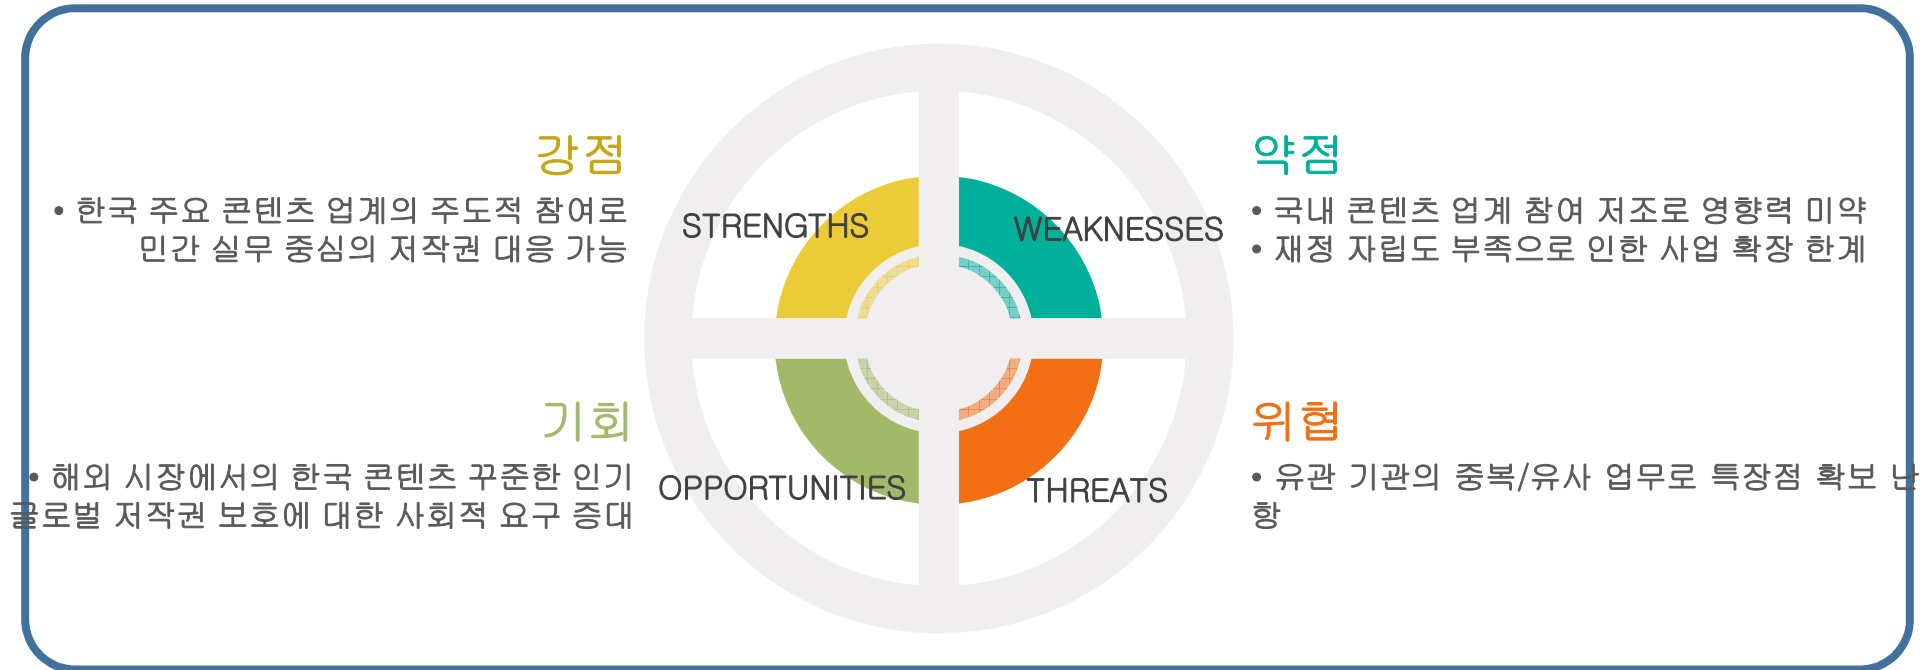 강점
• 한국 주요 콘텐츠 업계의 주도적 참여로
민간 실무 중심의 저작권 대응 가능
STRENGTHS
약점
WEAKNESSES
• 국내 콘텐츠 업계 참여 저조로 영향력 미약
• 재정 자립도 부족으로 인한 사업 확장 한계
기회
• 해외 시장에서의 한국 콘텐츠 꾸준한 인기
글로벌 저작권 보호에 대한 사회적 요구 증대
OPPORTUNITIES
위협
THREATS
• 유관 기관의 중복/유사 업무로 특장점 확보 난
항